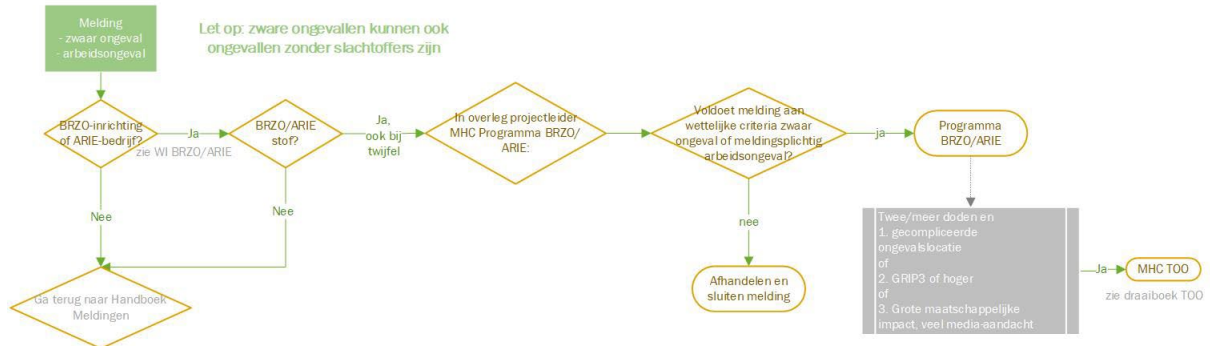 Melding
- zwaar ongeval
- arbeidsongeval
Let op: zware ongevallen kunnen ook
ongevallen zonder slachtoffers zijn
BRZO-inrichting
of ARIE-bedrijf?
Ja
zie WI BRZO/ARIE
BRZO/ARIE
stof?
Ja,
ook bij
twijfel
In overleg projectleider
MHC Programma BRZO/
ARIE:
Voldoet melding aan
wettelijke criteria zwaar
ongeval of meldingsplichtig
arbeidsongeval?
ja
Programma
BRZO/ARIE
Nee
Nee
nee
Ga terug naar Handboek
Meldingen
Afhandelen en
sluiten melding
Twee/meer doden en
1. gecompliceerde
ongevalslocatie
of
2. GRIP3 of hoger
of
3. Grote maatschappelijke
impact, veel media-aandacht
Ja
MHC TOO
zie draaiboek TOO